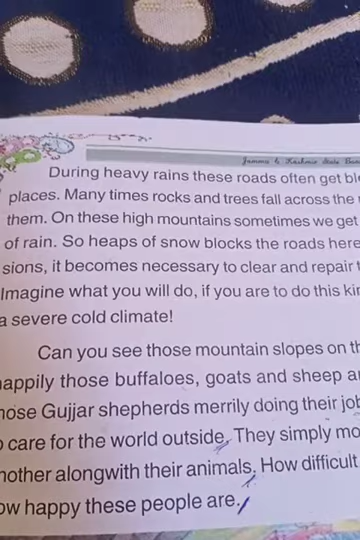 Jammu & Kashmir State Boa
During heavy rains these roads often get bl
places. Many times rocks and trees fall across the
them. On these high mountains sometimes we get
of rain. So heaps of snow blocks the roads here
sions, it becomes necessary to clear and repair t
Imagine what you will do, if you are to do this ki
a severe cold climate!
Can you see those mountain slopes on th
happily those buffaloes, goats and sheep a
hose Gujjar shepherds merrily doing their jo
o care for the world outside. They simply mo
nother alongwith their animals. How difficult
ow happy these people are.